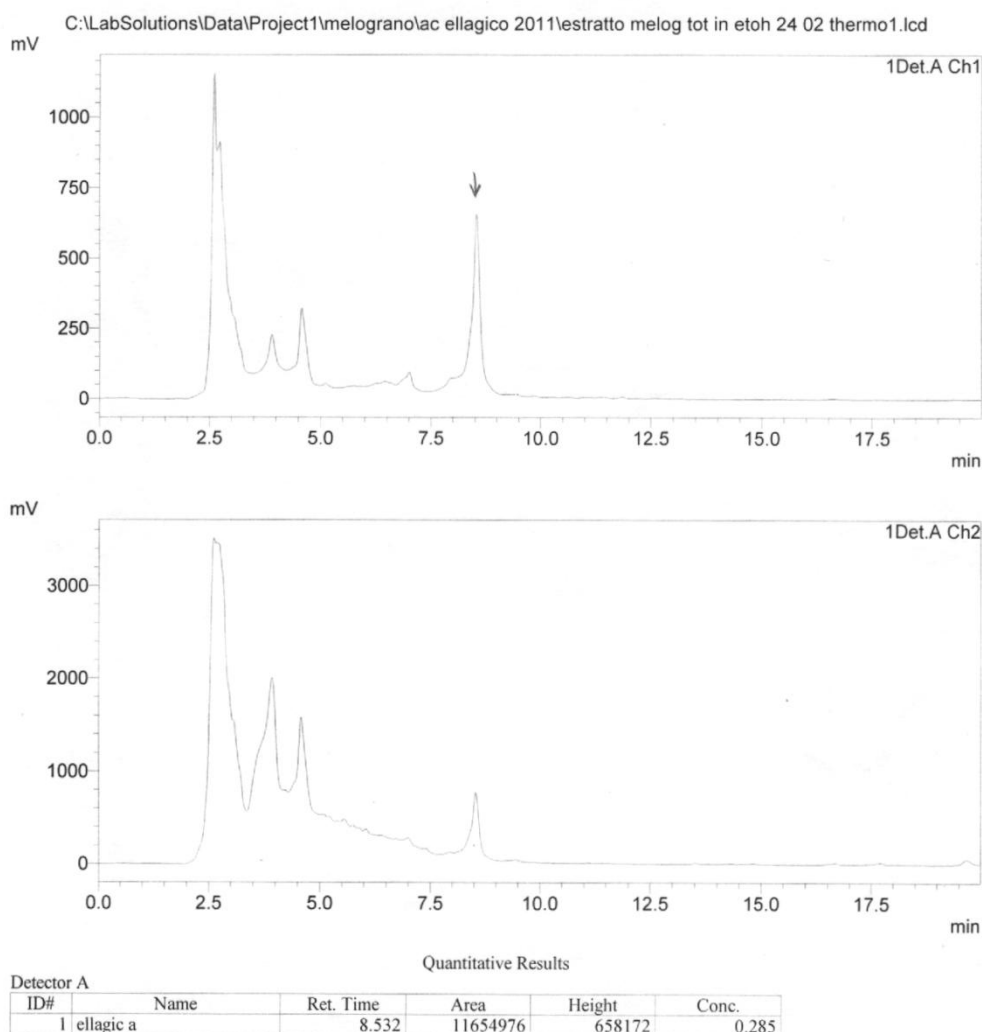 C:\LabSolutions\Data\Project1\melograno\ac ellagico 2011\estratto melog tot in etoh 24 02 thermo1.lcd
mV
1Det.A Ch1
1000
750
500
250
0
0.0 2.5 5.0 7.5 10.0 12.5 15.0 17.5
min
mV
1Det.A Ch2
3000
2000
1000
0
0.0 2.5 5.0 7.5 10.0 12.5 15.0 17.5
min
Quantitative Results
Detector A
ID# Name Ret. Time Area Height Conc.
1 ellagic a 8.532 11654976 658172 0.285